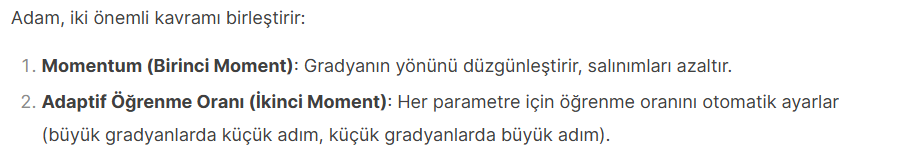 Adam, iki önemli kavramı birleştirir:
1. Momentum (Birinci Moment): Gradyanın yönünü düzgünleştirir, salınımları azaltır.
2. Adaptif Öğrenme Oranı (İkinci Moment): Her parametre için öğrenme oranını otomatik ayarlar
(büyük gradyanlarda küçük adım, küçük gradyanlarda büyük adım).